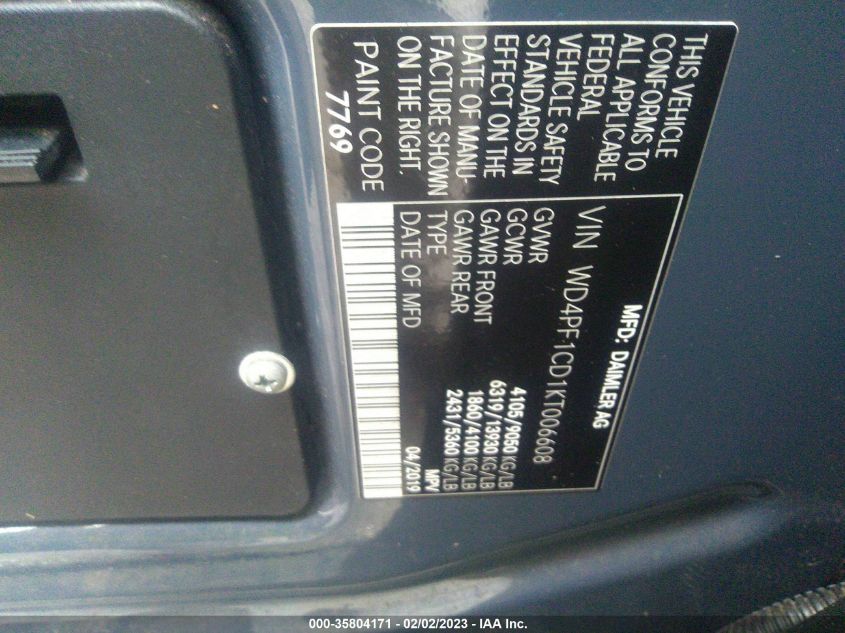 MFD: DAIMLER AG
VIN WD4PF1CD1KT006608
GVWR 4105/9050 KG/LB
GCWR 6319/13930 KG/LB
GAWR FRONT 1860/4100 KG/LB
GAWR REAR 2431/5360 KG/LB
TYPE MPV
DATE OF MFD 04/2019
THIS VEHICLE
CONFORMS TO
ALL APPLICABLE
FEDERAL
VEHICLE SAFETY
STANDARDS IN
EFFECT ON THE
DATE OF MANU-
FACTURE SHOWN
ON THE RIGHT.
PAINT CODE
7769
000-35804171 - 02/02/2023 - © IAA Inc.